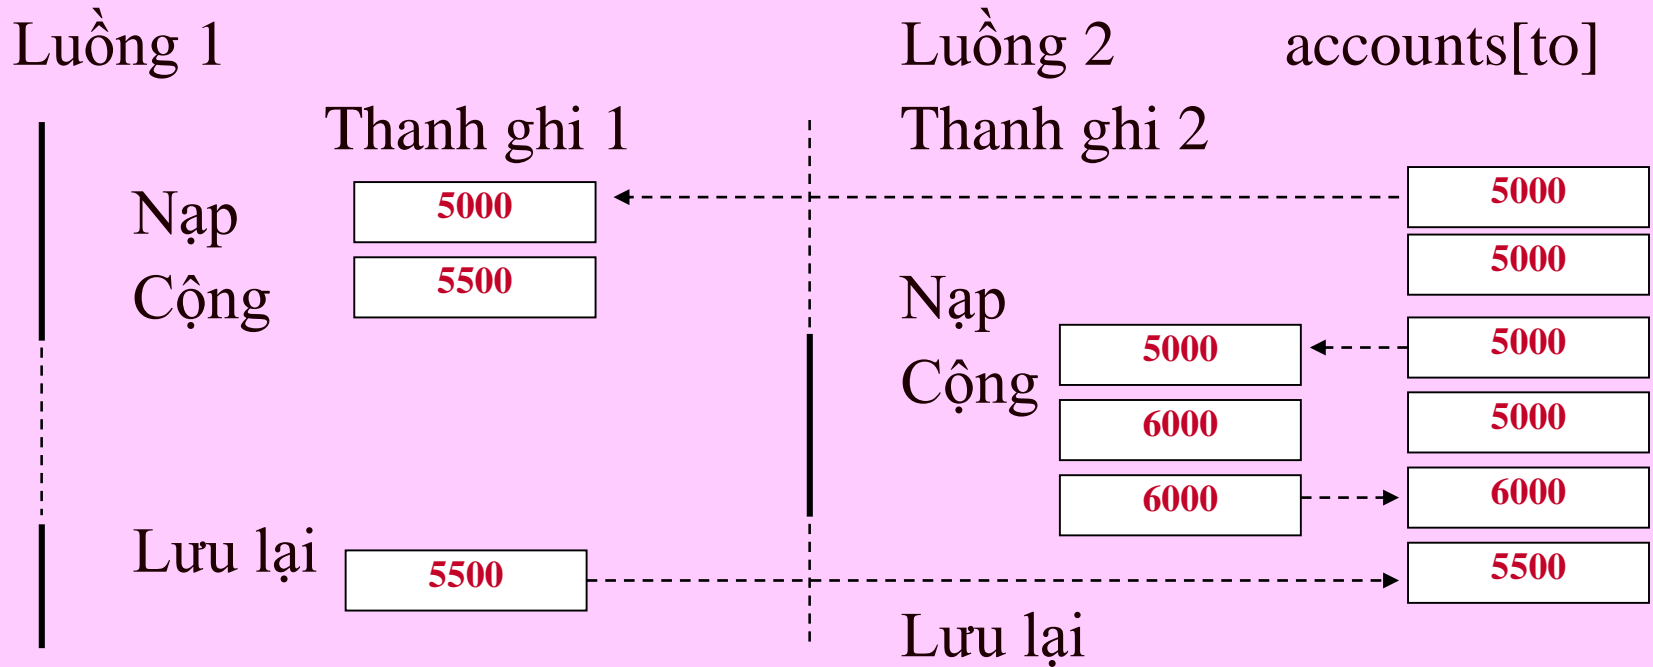 Luồng 1 Luồng 2 accounts[to]
Thanh ghi 1 Thanh ghi 2
Nạp 5000 5000
5000
Cộng 5500 Nạp
5000 5000
Cộng
6000 5000
6000 6000
Lưu lại 5500 5500
Lưu lại